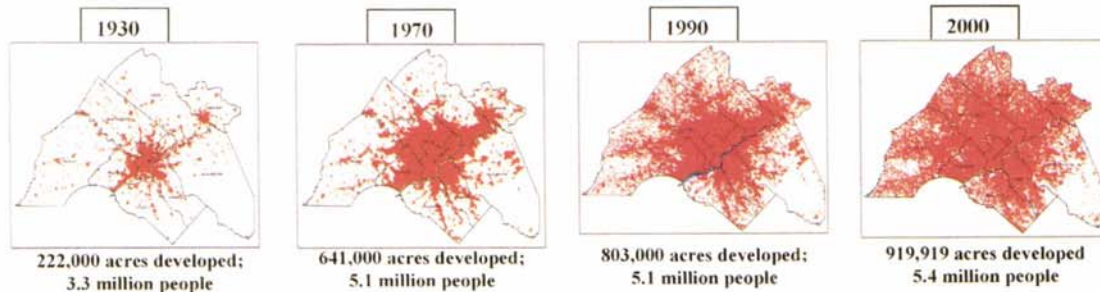 1930
222,000 acres developed;
3.3 million people
1970
641,000 acres developed;
5.1 million people
1990
803,000 acres developed;
5.1 million people
2000
919,919 acres developed
5.4 million people